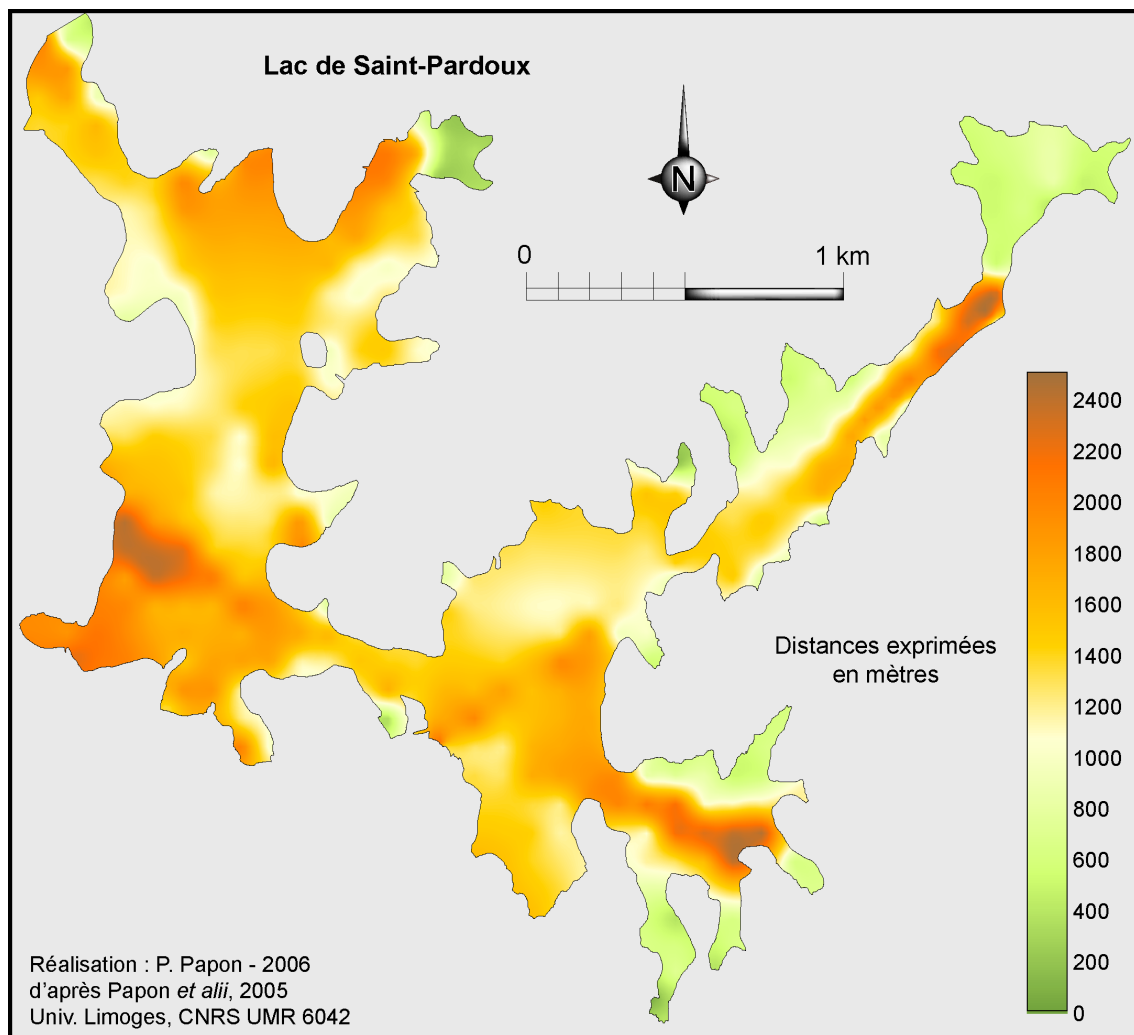 Lac de Saint-Pardoux
N
0 1 km
2400
2200
2000
1800
1600
1400
1200
1000
800
600
400
200
0
Distances exprimées
en mètres
Réalisation : P. Papon - 2006
d'après Papon et alii, 2005
Univ. Limoges, CNRS UMR 6042